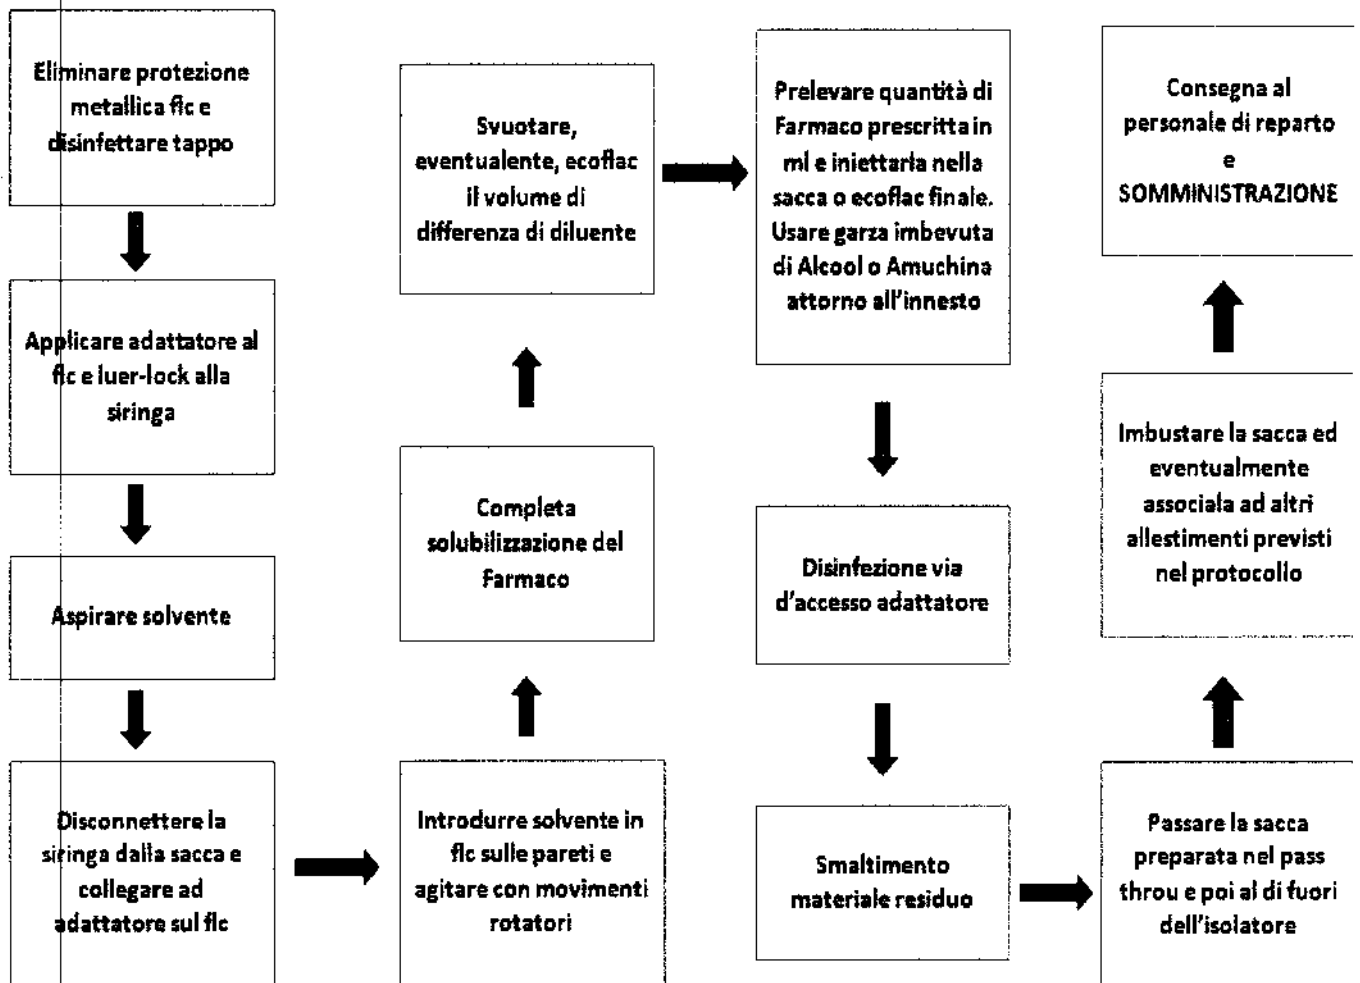 Eliminare protezione
metallica flc e
disinfettare tappo
Applicare adattatore al
flc e luer-lock alla
siringa
Aspirare solvente
Disconnettere la
siringa dalla sacca e
collegare ad
adattatore sul flc
Introdurre solvente in
flc sulle pareti e
agitare con movimenti
rotatori
Completa
solubilizzazione del
Farmaco
Svuotare,
eventualente, ecoflac
il volume di
differenza di diluente
Prelevare quantità di
Farmaco prescritta in
ml e iniettarla nella
sacca o ecoflac finale.
Usare garza imbevuta
di Alcool o Amuchina
attorno all'innesto
Disinfezione via
d'accesso adattatore
Smaltimento
materiale residuo
Passare la sacca
preparata nel pass
throu e poi al di fuori
dell'isolatore
Imbustare la sacca ed
eventualmente
associala ad altri
allestimenti previsti
nel protocollo
Consegna al
personale di reparto
e
SOMMINISTRAZIONE